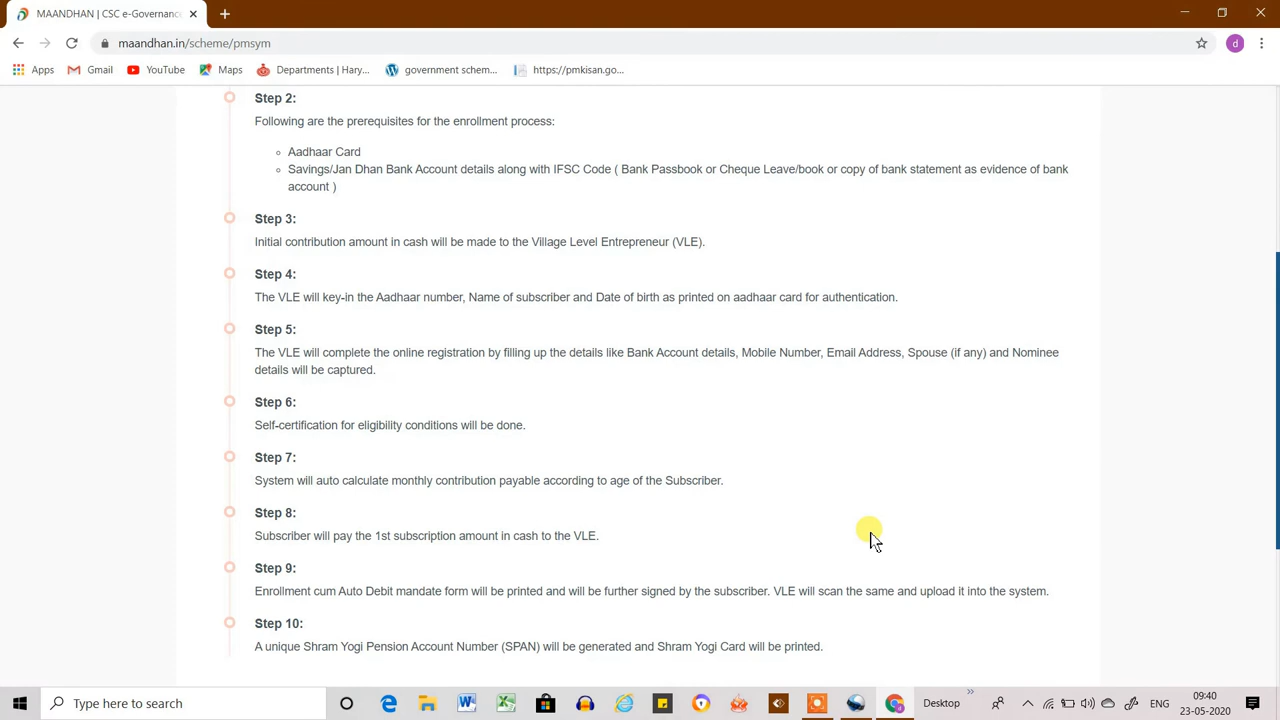 MAANDHAN | CSC e-Governance
maandhan.in/scheme/pmsym
Apps
Gmail
YouTube
Maps
Departments | Hary...
government schem...
https://pmkisan.go...
Step 2:
Following are the prerequisites for the enrollment process:
Aadhaar Card
Savings/Jan Dhan Bank Account details along with IFSC Code ( Bank Passbook or Cheque Leave/book or copy of bank statement as evidence of bank
account )
Step 3:
Initial contribution amount in cash will be made to the Village Level Entrepreneur (VLE).
Step 4:
The VLE will key-in the Aadhaar number, Name of subscriber and Date of birth as printed on aadhaar card for authentication.
Step 5:
The VLE will complete the online registration by filling up the details like Bank Account details, Mobile Number, Email Address, Spouse (if any) and Nominee
details will be captured.
Step 6:
Self-certification for eligibility conditions will be done.
Step 7:
System will auto calculate monthly contribution payable according to age of the Subscriber.
Step 8:
Subscriber will pay the 1st subscription amount in cash to the VLE.
Step 9:
Enrollment cum Auto Debit mandate form will be printed and will be further signed by the subscriber. VLE will scan the same and upload it into the system.
Step 10:
A unique Shram Yogi Pension Account Number (SPAN) will be generated and Shram Yogi Card will be printed.
Type here to search
Desktop
ENG
09:40
23-05-2020